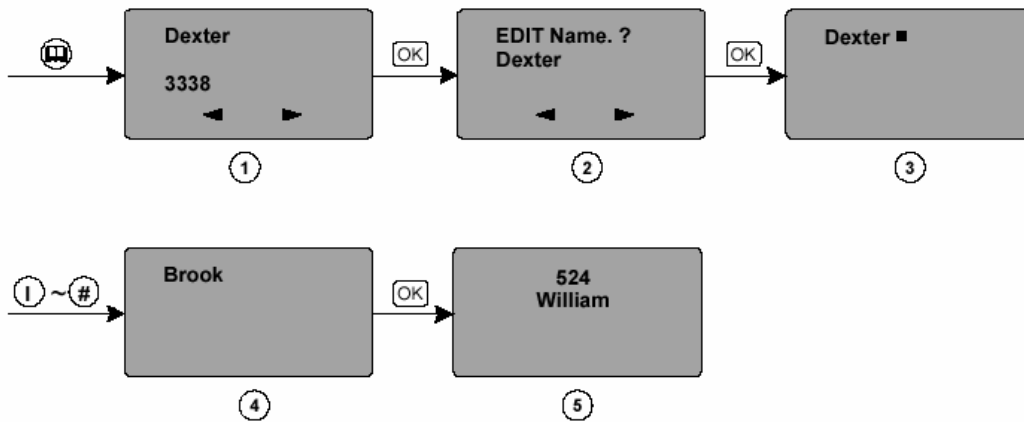 Dexter
3338
OK
EDIT Name. ?
Dexter
OK
Dexter
1
2
3
I ~ #
Brook
OK
524
William
4
5